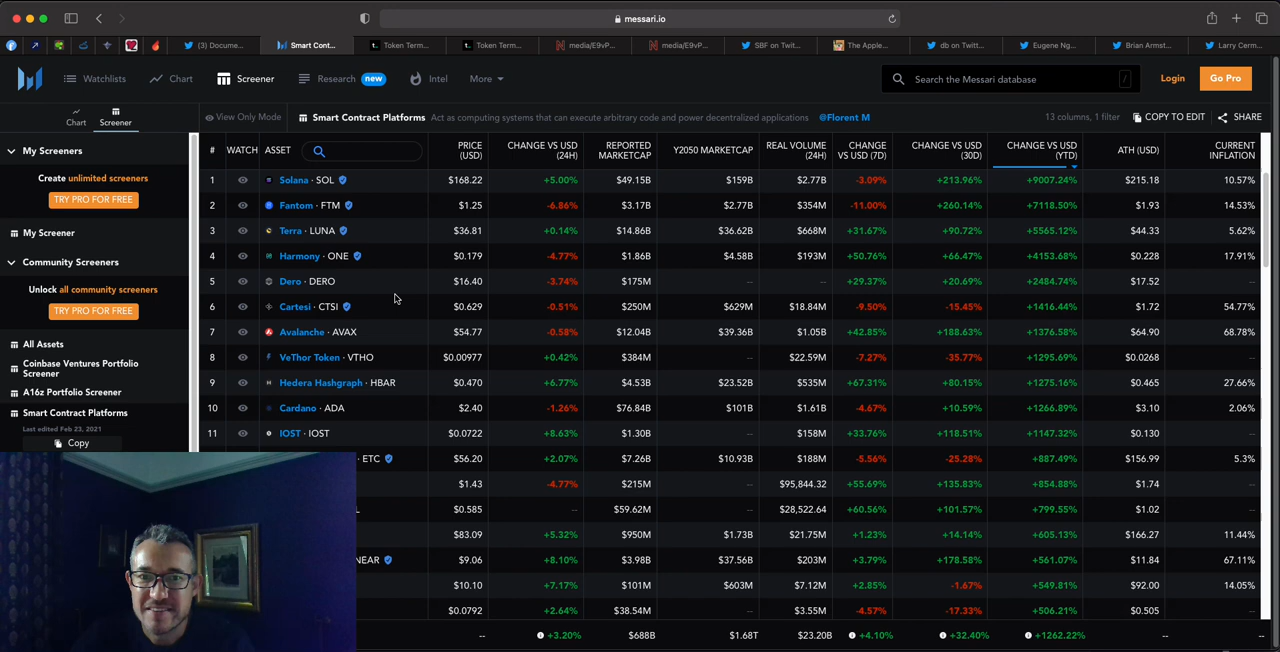 messari.io
(3) Docume...
Smart Cont...
Token Term...
Token Term...
media/E9vP...
media/E9vP...
SBF on Twit...
The Apple...
db on Twitt...
Eugene Ng...
Brian Armst...
Larry Cerm...
Watchlists
Chart
Screener
Research new
Intel
More
Search the Messari database /
Login
Go Pro
Chart
Screener
View Only Mode
Smart Contract Platforms Act as computing systems that can execute arbitrary code and power decentralized applications @Florent M
13 columns, 1 filter
COPY TO EDIT
SHARE
My Screeners
Create unlimited screeners
TRY PRO FOR FREE
My Screener
Community Screeners
Unlock all community screeners
TRY PRO FOR FREE
All Assets
Coinbase Ventures Portfolio
Screener
A16z Portfolio Screener
Smart Contract Platforms
Last edited Feb 23, 2021
Copy
# WATCH ASSET PRICE (USD) CHANGE VS USD (24H) REPORTED MARKETCAP Y2050 MARKETCAP REAL VOLUME (24H) CHANGE VS USD (7D) CHANGE VS USD (30D) CHANGE VS USD (YTD) ATH (USD) CURRENT INFLATION
1 Solana · SOL $168.22 +5.00% $49.15B $159B $2.77B -3.09% +213.96% +9007.24% $215.18 10.57%
2 Fantom · FTM $1.25 -6.86% $3.17B $2.77B $354M -11.00% +260.14% +7118.50% $1.93 14.53%
3 Terra · LUNA $36.81 +0.14% $14.86B $36.62B $668M +31.67% +90.72% +5565.12% $44.33 5.62%
4 Harmony · ONE $0.179 -4.77% $1.86B $4.58B $193M +50.76% +66.47% +4153.68% $0.228 17.91%
5 Dero · DERO $16.40 -3.74% $175M -- -- +29.37% +20.69% +2484.74% $17.52 --
6 Cartesi · CTSI $0.629 -0.51% $250M $629M $18.84M -9.50% -15.45% +1416.44% $1.72 54.77%
7 Avalanche · AVAX $54.77 -0.58% $12.04B $39.36B $1.05B +42.85% +188.63% +1376.58% $64.90 68.78%
8 VeThor Token · VTHO $0.00977 +0.42% $384M -- $22.59M -7.27% -35.77% +1295.69% $0.0268 --
9 Hedera Hashgraph · HBAR $0.470 +6.77% $4.53B $23.52B $535M +67.31% +80.15% +1275.16% $0.465 27.66%
10 Cardano · ADA $2.40 -1.26% $76.84B $101B $1.61B -4.67% +10.59% +1266.89% $3.10 2.06%
11 IOST · IOST $0.0722 +8.63% $1.30B -- $158M +33.76% +118.51% +1147.32% $0.130 --
· ETC $56.20 +2.07% $7.26B $10.93B $188M -5.56% -25.28% +887.49% $156.99 5.3%
$1.43 -4.77% $215M -- $95,844.32 +55.69% +135.83% +854.88% $1.74 --
L $0.585 -- $59.62M -- $28,522.64 +60.56% +101.57% +799.55% $1.02 --
$83.09 +5.32% $950M $1.73B $21.75M +1.23% +14.14% +605.13% $166.27 11.44%
NEAR $9.06 +8.10% $3.98B $37.56B $203M +3.79% +178.58% +561.07% $11.84 67.11%
$10.10 +7.17% $101M $603M $7.12M +2.85% -1.67% +549.81% $92.00 14.05%
$0.0792 +2.64% $38.54M -- $3.55M -4.57% -17.33% +506.21% $0.505 --
-- +3.20% $688B $1.68T $23.20B +4.10% +32.40% +1262.22% -- --